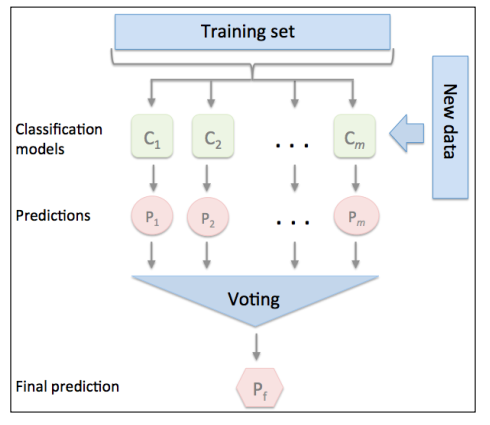 Training set
New data
Classification
models
C1 C2 . . . Cm
Predictions
P1 P2 . . . Pm
Voting
Final prediction
Pf